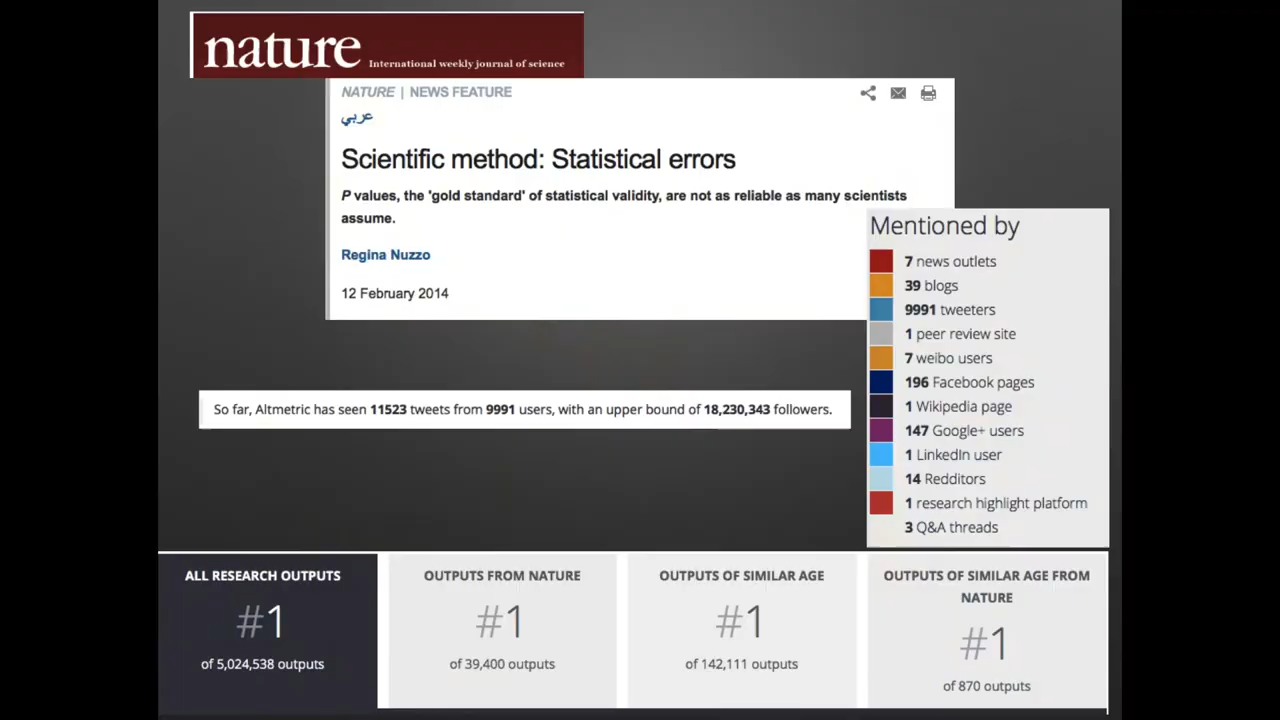 nature International weekly journal of science
NATURE | NEWS FEATURE
عربي
Scientific method: Statistical errors
P values, the 'gold standard' of statistical validity, are not as reliable as many scientists
assume.
Regina Nuzzo
12 February 2014
Mentioned by
7 news outlets
39 blogs
9991 tweeters
1 peer review site
7 weibo users
196 Facebook pages
1 Wikipedia page
147 Google+ users
1 LinkedIn user
14 Redditors
1 research highlight platform
3 Q&A threads
So far, Altmetric has seen 11523 tweets from 9991 users, with an upper bound of 18,230,343 followers.
ALL RESEARCH OUTPUTS
#1
of 5,024,538 outputs
OUTPUTS FROM NATURE
#1
of 39,400 outputs
OUTPUTS OF SIMILAR AGE
#1
of 142,111 outputs
OUTPUTS OF SIMILAR AGE FROM
NATURE
#1
of 870 outputs